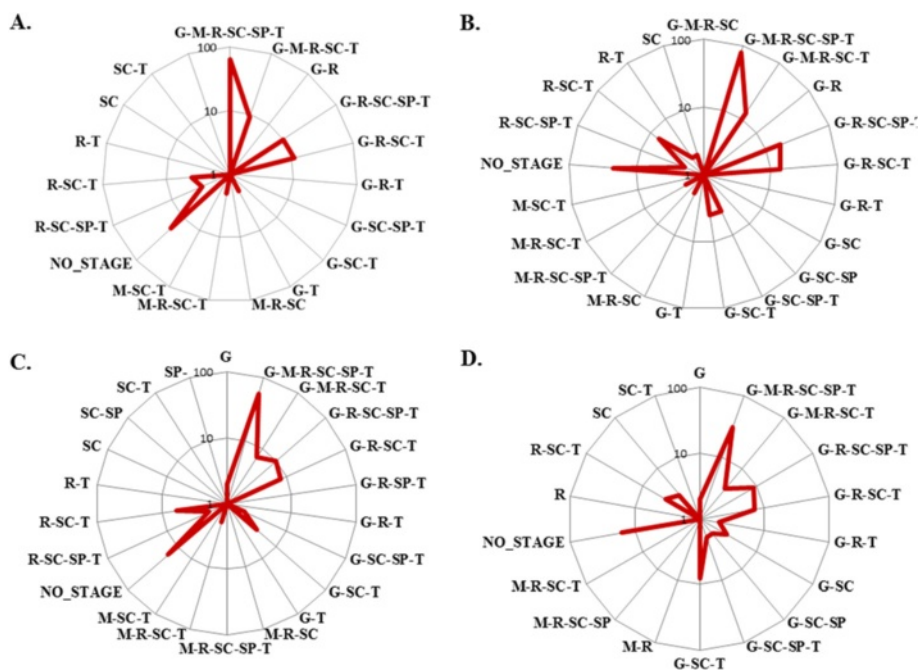 A.
G-M-R-SC-SP-T
G-M-R-SC-T
G-R
G-R-SC-SP-T
G-R-SC-T
G-R-T
G-SC-SP-T
G-SC-T
G-T
M-R-SC
M-R-SC-T
M-SC-T
NO_STAGE
R-SC-SP-T
R-SC-T
R-T
SC
SC-T
100
10
1
B.
G-M-R-SC
G-M-R-SC-SP-T
G-M-R-SC-T
G-R
G-R-SC-SP-T
G-R-SC-T
G-R-T
G-SC
G-SC-SP
G-SC-SP-T
G-SC-T
G-T
M-R-SC
M-R-SC-SP-T
M-R-SC-T
M-SC-T
NO_STAGE
R-SC-SP-T
R-SC-T
R-T
SC
100
10
1
C.
G
G-M-R-SC-SP-T
G-M-R-SC-T
G-R-SC-SP-T
G-R-SC-T
G-R-SP-T
G-R-T
G-SC-SP-T
G-SC-T
G-T
M-R-SC
M-R-SC-SP-T
M-R-SC-T
M-SC-T
NO_STAGE
R-SC-SP-T
R-SC-T
R-T
SC
SC-SP
SC-T
SP-
100
10
1
D.
G
G-M-R-SC-SP-T
G-M-R-SC-T
G-R-SC-SP-T
G-R-SC-T
G-R-T
G-SC
G-SC-SP
G-SC-SP-T
G-SC-T
M-R
M-R-SC-SP
M-R-SC-T
NO_STAGE
R
R-SC-T
SC
SC-T
100
10
1